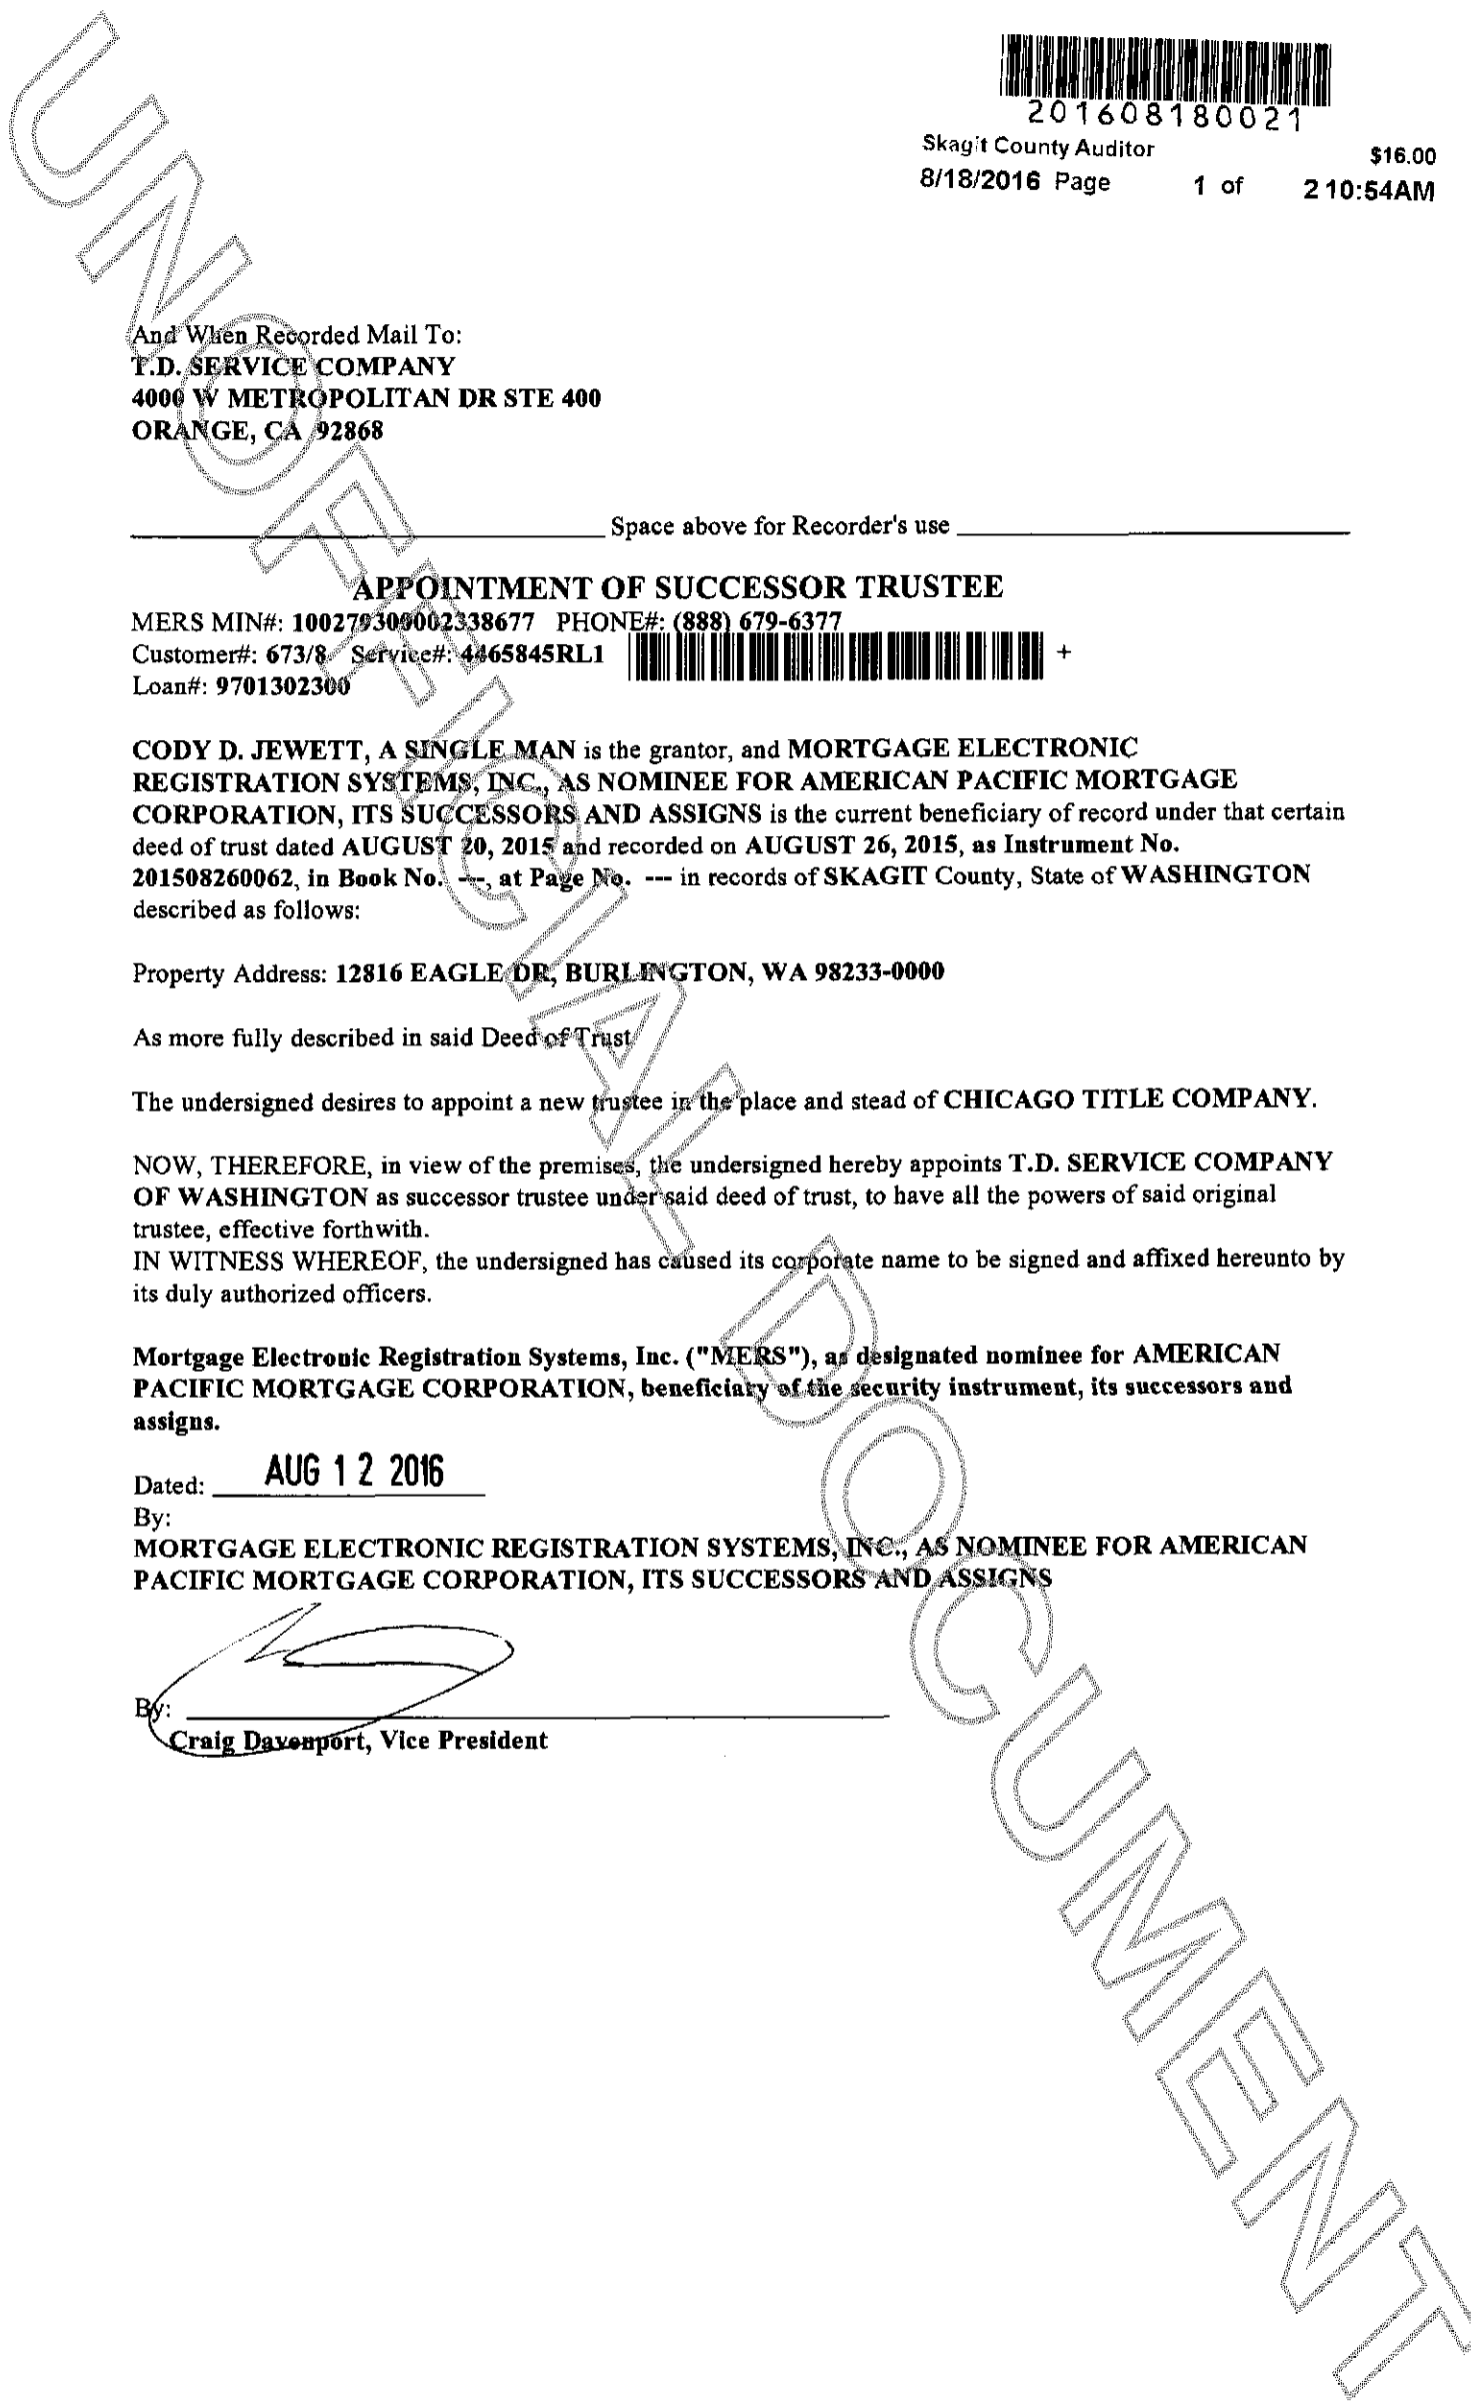 201608180021
Skagit County Auditor $16.00
8/18/2016 Page 1 of 2 10:54AM
And When Recorded Mail To:
T.D. SERVICE COMPANY
4000 W METROPOLITAN DR STE 400
ORANGE, CA 92868
Space above for Recorder's use
APPOINTMENT OF SUCCESSOR TRUSTEE
MERS MIN#: 100279309002338677 PHONE#: (888) 679-6377
Customer#: 673/8 Service#: 4465845RL1 +
Loan#: 9701302300
CODY D. JEWETT, A SINGLE MAN is the grantor, and MORTGAGE ELECTRONIC
REGISTRATION SYSTEMS, INC., AS NOMINEE FOR AMERICAN PACIFIC MORTGAGE
CORPORATION, ITS SUCCESSORS AND ASSIGNS is the current beneficiary of record under that certain
deed of trust dated AUGUST 20, 2015 and recorded on AUGUST 26, 2015, as Instrument No.
201508260062, in Book No. ---, at Page No. --- in records of SKAGIT County, State of WASHINGTON
described as follows:
Property Address: 12816 EAGLE DR, BURLINGTON, WA 98233-0000
As more fully described in said Deed of Trust
The undersigned desires to appoint a new trustee in the place and stead of CHICAGO TITLE COMPANY.
NOW, THEREFORE, in view of the premises, the undersigned hereby appoints T.D. SERVICE COMPANY
OF WASHINGTON as successor trustee under said deed of trust, to have all the powers of said original
trustee, effective forthwith.
IN WITNESS WHEREOF, the undersigned has caused its corporate name to be signed and affixed hereunto by
its duly authorized officers.
Mortgage Electronic Registration Systems, Inc. ("MERS"), as designated nominee for AMERICAN
PACIFIC MORTGAGE CORPORATION, beneficiary of the security instrument, its successors and
assigns.
Dated: AUG 12 2016
By:
MORTGAGE ELECTRONIC REGISTRATION SYSTEMS, INC., AS NOMINEE FOR AMERICAN
PACIFIC MORTGAGE CORPORATION, ITS SUCCESSORS AND ASSIGNS
By:
Craig Davenport, Vice President
UNOFFICIAL DOCUMENT